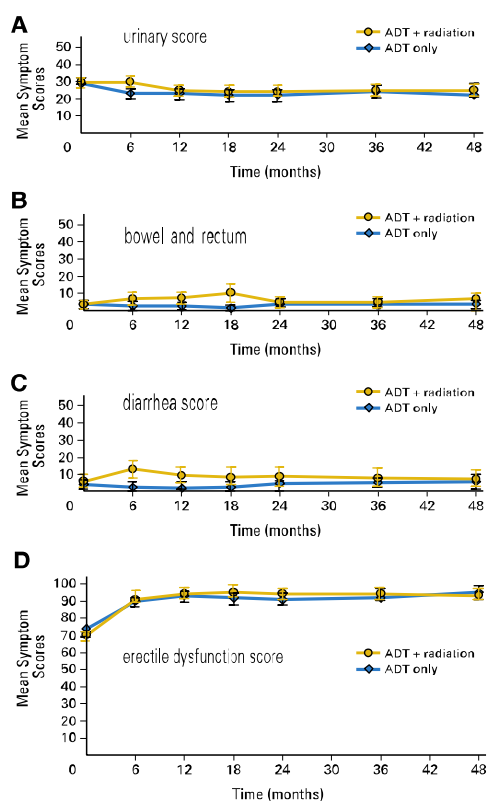 A
urinary score
ADT + radiation
ADT only
Mean Symptom
Scores
50
40
30
20
10
0 6 12 18 24 30 36 42 48
Time (months)
B
bowel and rectum
ADT + radiation
ADT only
Mean Symptom
Scores
50
40
30
20
10
0 6 12 18 24 30 36 42 48
Time (months)
C
diarrhea score
ADT + radiation
ADT only
Mean Symptom
Scores
50
40
30
20
10
0 6 12 18 24 30 36 42 48
Time (months)
D
Mean Symptom
Scores
100
90
80
70
60
50
40
30
20
10
erectile dysfunction score
ADT + radiation
ADT only
0 6 12 18 24 30 36 42 48
Time (months)